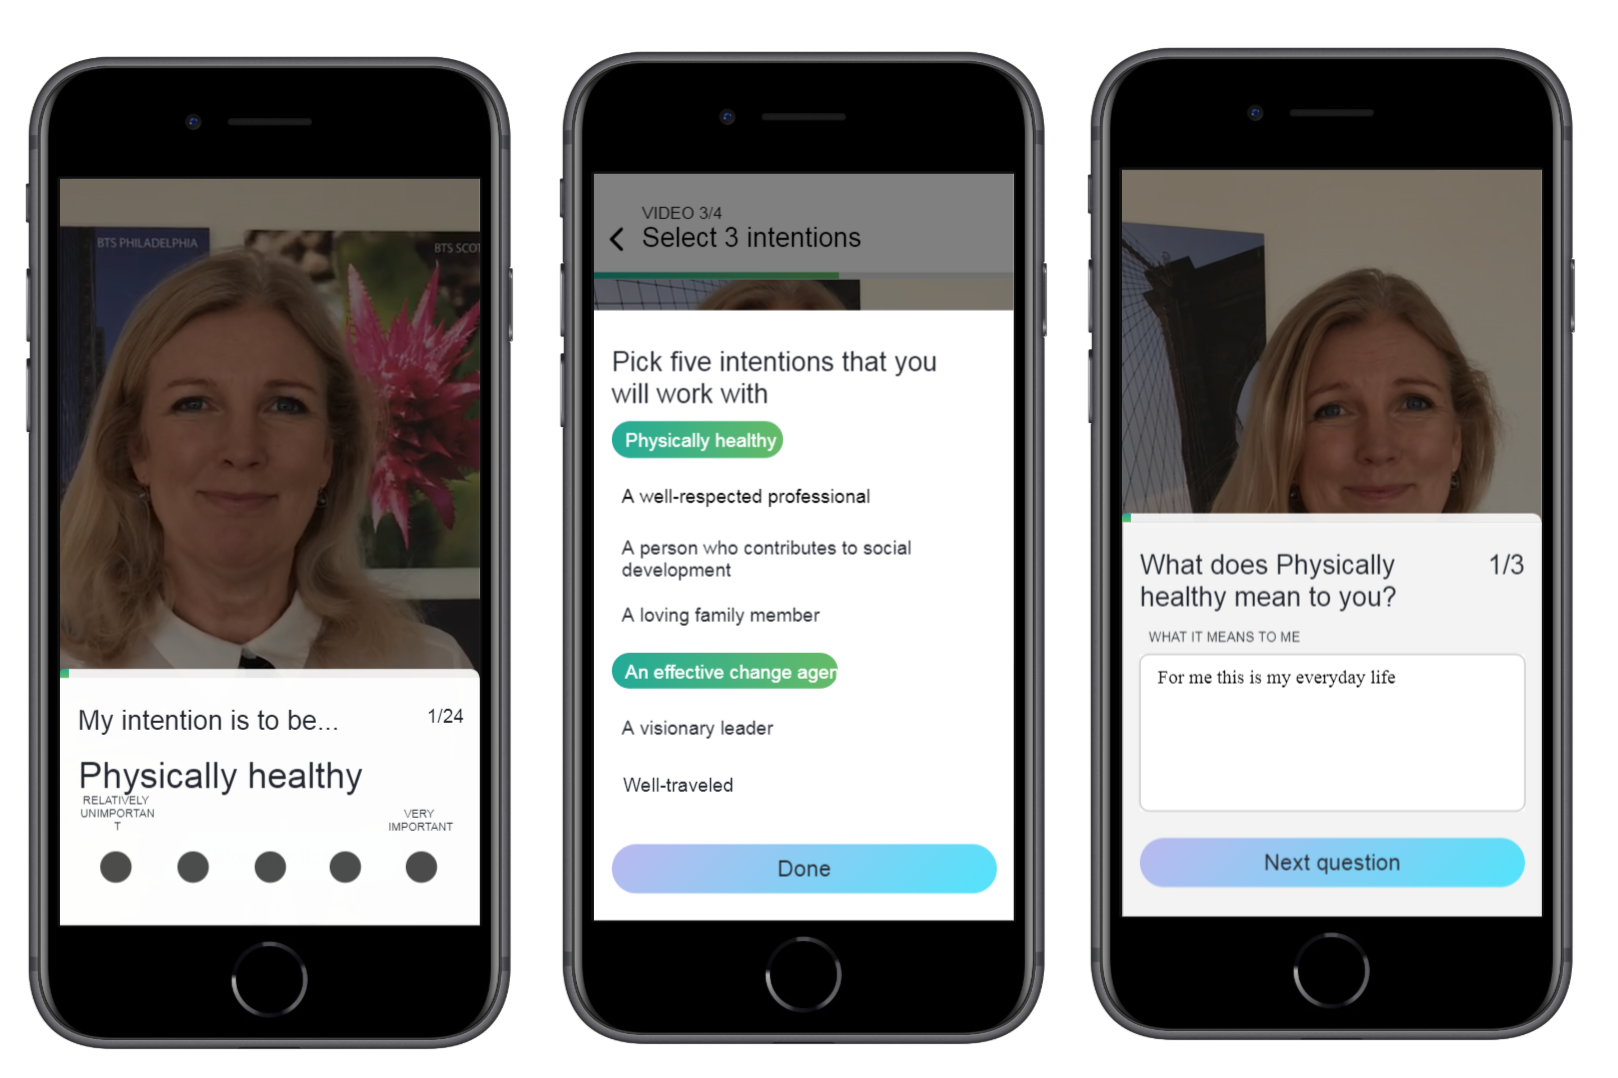 BTS PHILADELPHIA
BTS SCOT
My intention is to be...
1/24
Physically healthy
RELATIVELY
UNIMPORTAN
T
VERY
IMPORTANT
VIDEO 3/4
Select 3 intentions
Pick five intentions that you
will work with
Physically healthy
A well-respected professional
A person who contributes to social
development
A loving family member
An effective change agen
A visionary leader
Well-traveled
Done
What does Physically
healthy mean to you?
1/3
WHAT IT MEANS TO ME
For me this is my everyday life
Next question